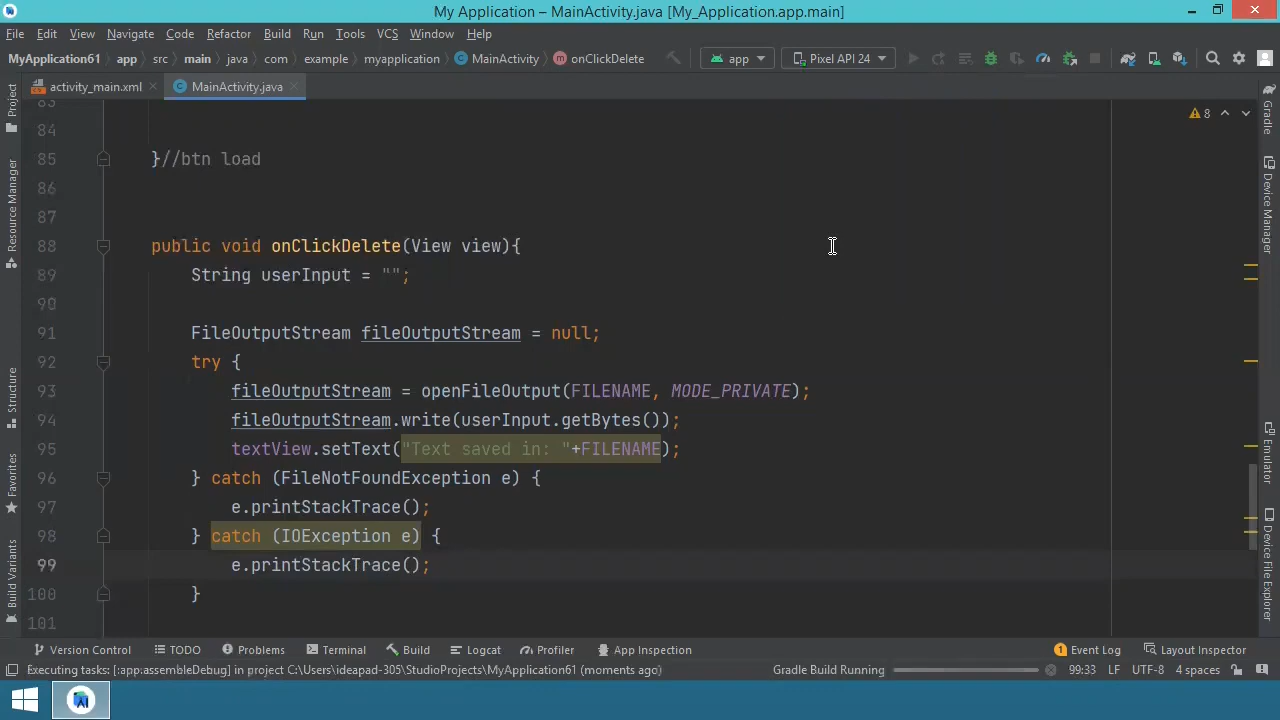 My Application – MainActivity.java [My_Application.app.main]
File Edit View Navigate Code Refactor Build Run Tools VCS Window Help
MyApplication61 app src main java com example myapplication MainActivity onClickDelete app Pixel API 24
activity_main.xml MainActivity.java
Project
Resource Manager
Structure
Favorites
Build Variants
83
84
85 }//btn load
86
87
88 public void onClickDelete(View view){
89 String userInput = "";
90
91 FileOutputStream fileOutputStream = null;
92 try {
93 fileOutputStream = openFileOutput(FILENAME, MODE_PRIVATE);
94 fileOutputStream.write(userInput.getBytes());
95 textView.setText("Text saved in: "+FILENAME);
96 } catch (FileNotFoundException e) {
97 e.printStackTrace();
98 } catch (IOException e) {
99 e.printStackTrace();
100 }
101
8
Gradle
Device Manager
Emulator
Device File Explorer
Version Control TODO Problems Terminal Build Logcat Profiler App Inspection 1 Event Log Layout Inspector
Executing tasks: [:app:assembleDebug] in project C:\Users\ideapad-305\StudioProjects\MyApplication61 (moments ago) Gradle Build Running 99:33 LF UTF-8 4 spaces